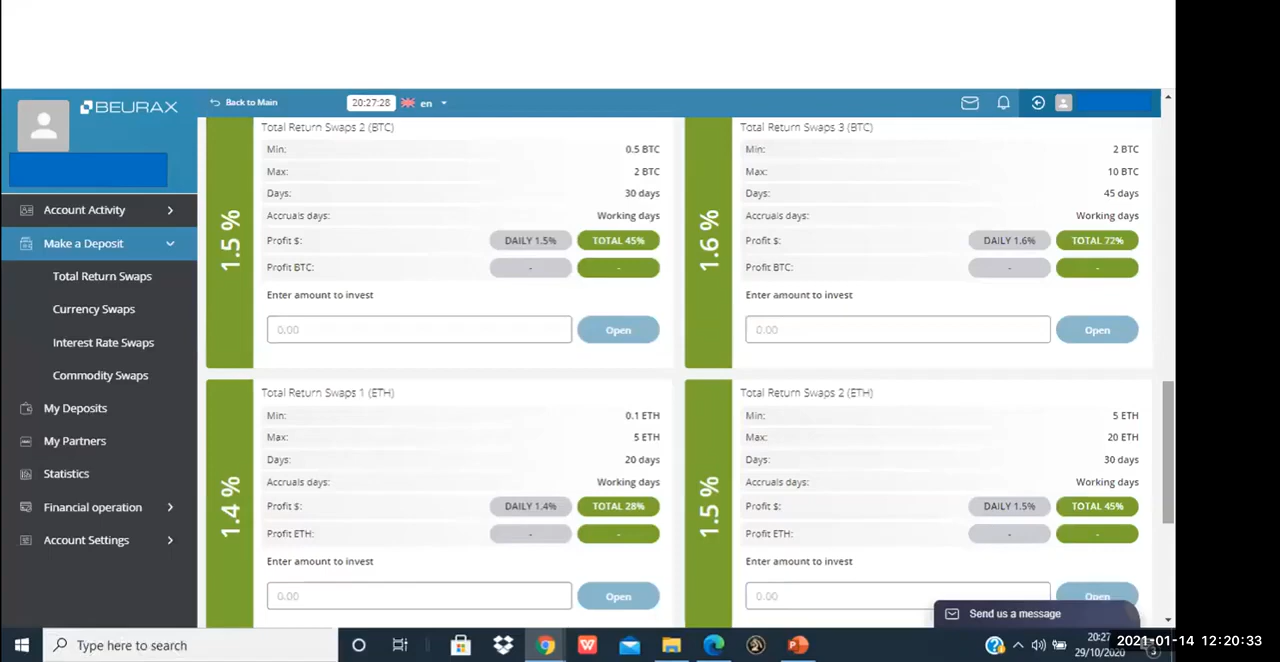 BEURAX
Back to Main
20:27:28
en
Account Activity
Make a Deposit
Total Return Swaps
Currency Swaps
Interest Rate Swaps
Commodity Swaps
My Deposits
My Partners
Statistics
Financial operation
Account Settings
1.5 %
Total Return Swaps 2 (BTC)
Min: 0.5 BTC
Max: 2 BTC
Days: 30 days
Accruals days: Working days
Profit $: DAILY 1.5% TOTAL 45%
Profit BTC: - -
Enter amount to invest
0.00 Open
1.6 %
Total Return Swaps 3 (BTC)
Min: 2 BTC
Max: 10 BTC
Days: 45 days
Accruals days: Working days
Profit $: DAILY 1.6% TOTAL 72%
Profit BTC: - -
Enter amount to invest
0.00 Open
1.4 %
Total Return Swaps 1 (ETH)
Min: 0.1 ETH
Max: 5 ETH
Days: 20 days
Accruals days: Working days
Profit $: DAILY 1.4% TOTAL 28%
Profit ETH: - -
Enter amount to invest
0.00 Open
1.5 %
Total Return Swaps 2 (ETH)
Min: 5 ETH
Max: 20 ETH
Days: 30 days
Accruals days: Working days
Profit $: DAILY 1.5% TOTAL 45%
Profit ETH: - -
Enter amount to invest
0.00 Open
Send us a message
Type here to search
20:27
29/10/2020
2021-01-14 12:20:33